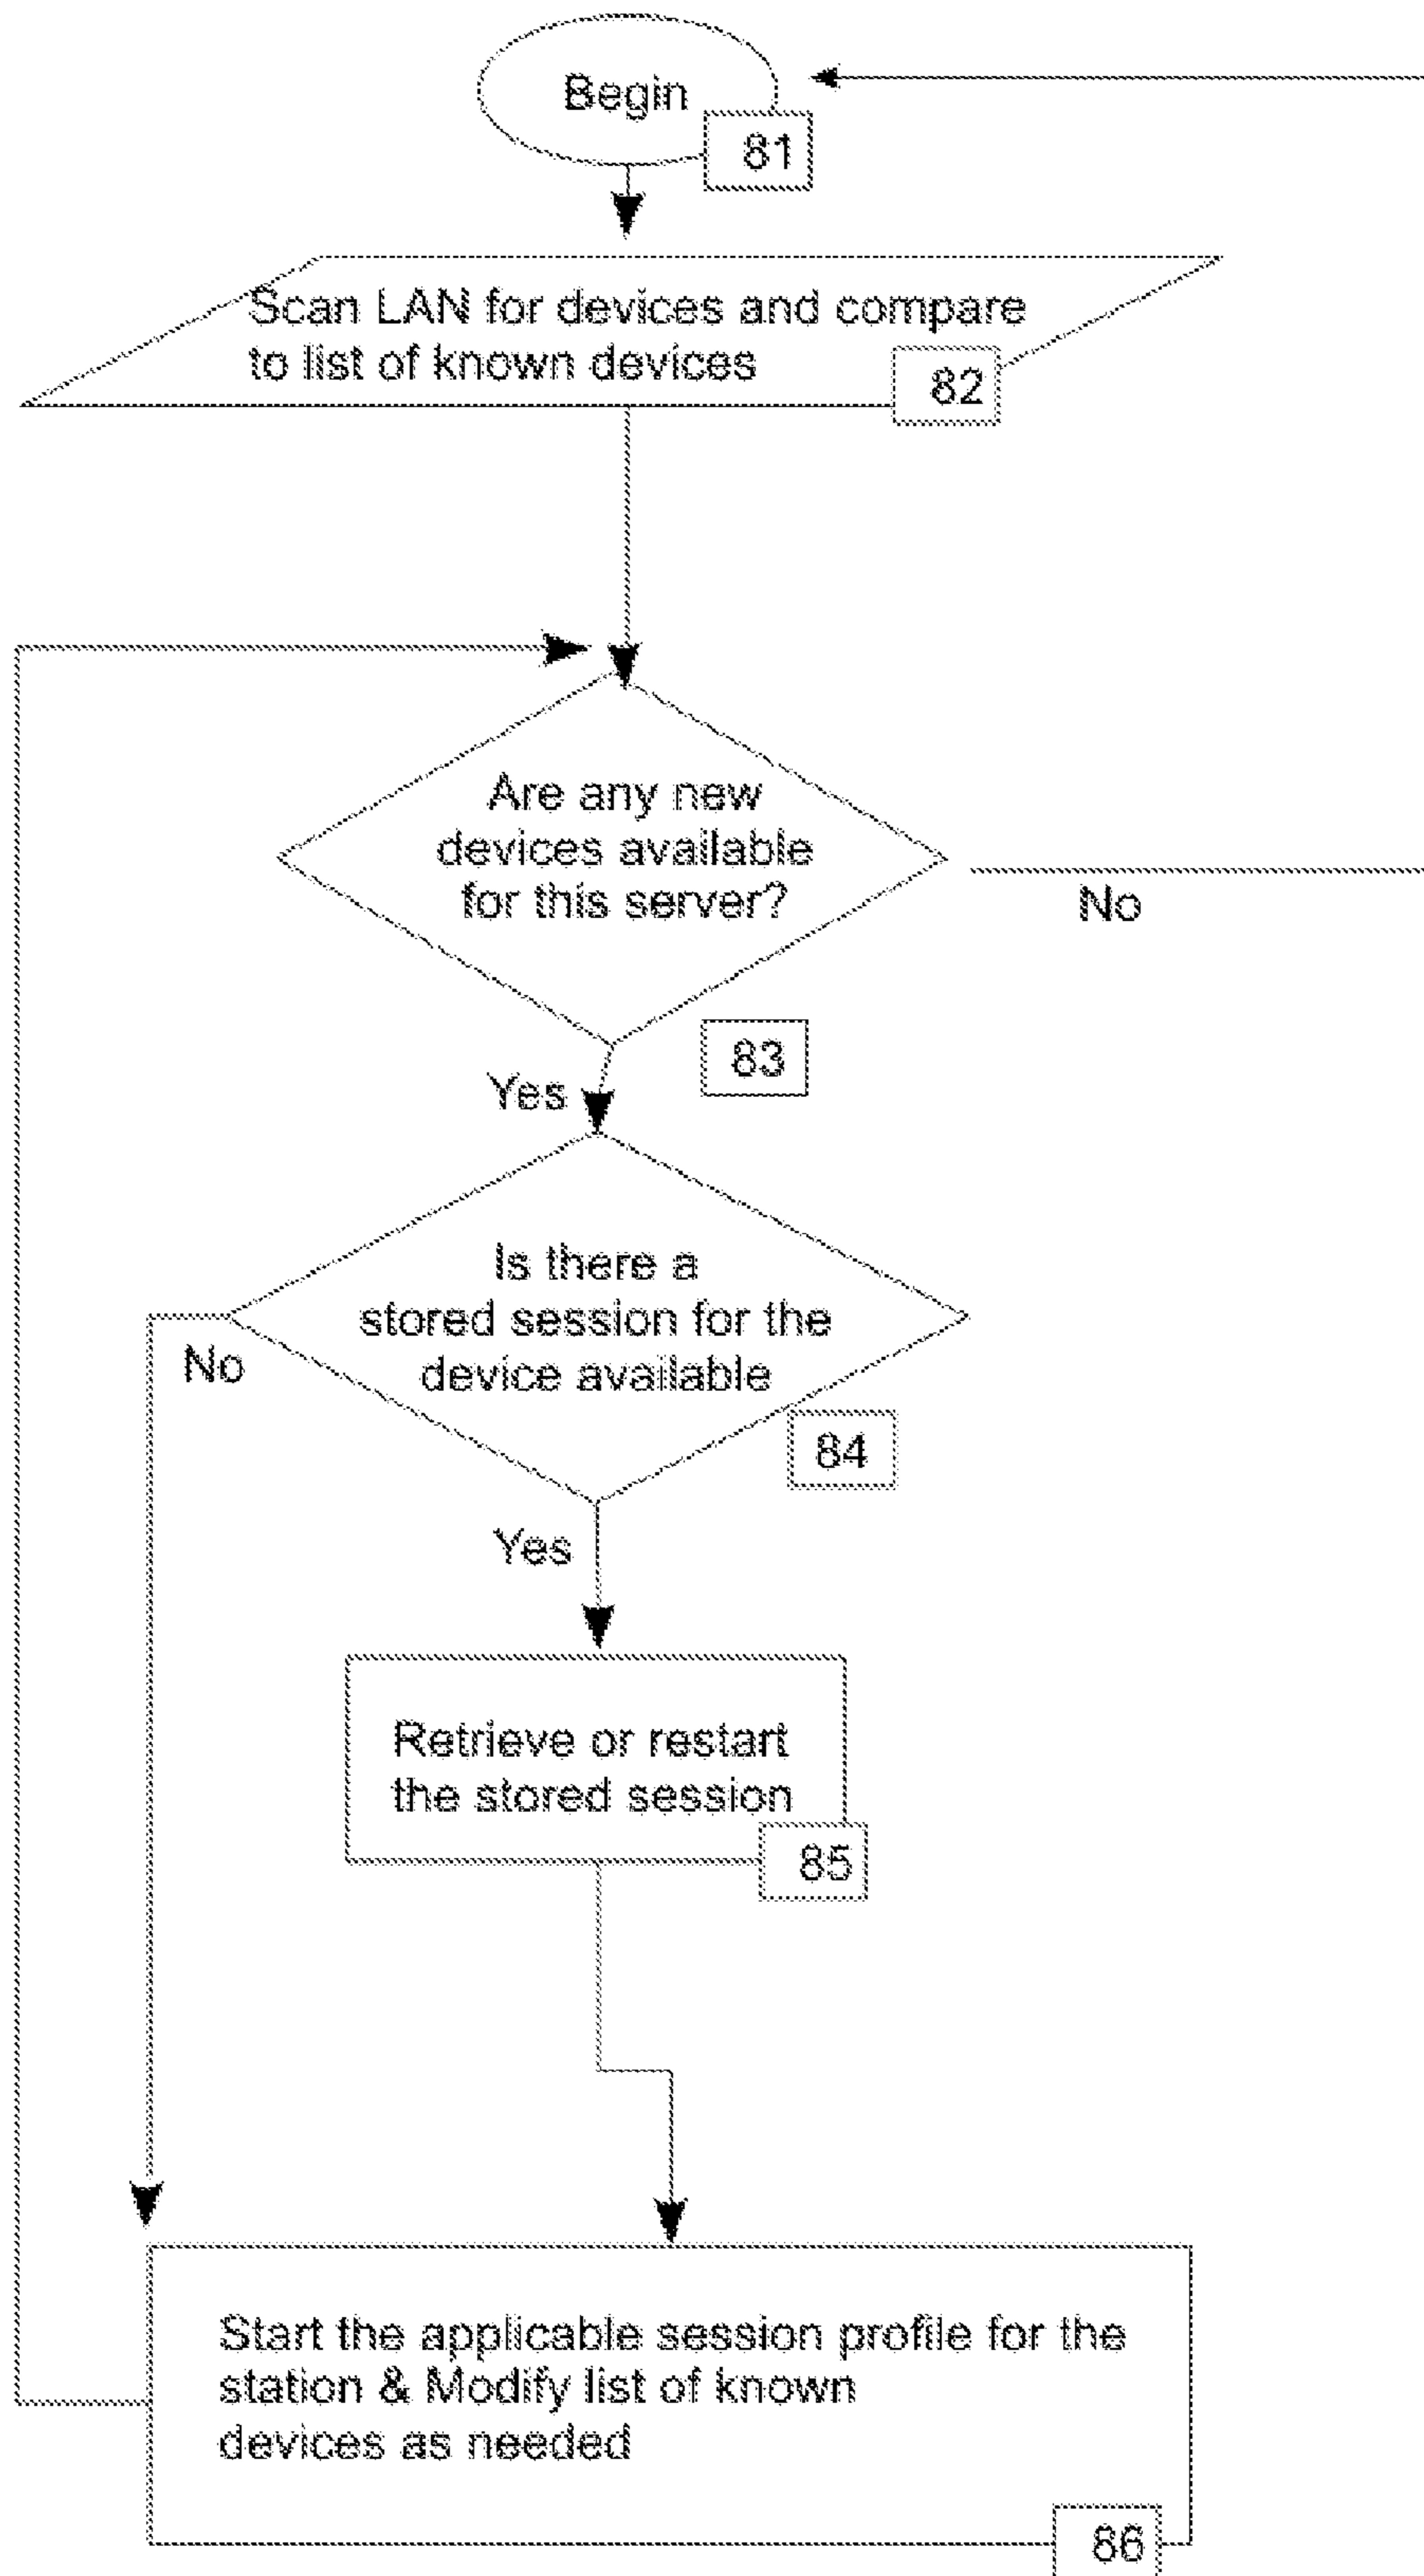 Begin
81
Scan LAN for devices and compare
to list of known devices
82
Are any new
devices available
for this server?
No
83
Yes
Is there a
stored session for the
device available
No
84
Yes
Retrieve or restart
the stored session
85
Start the applicable session profile for the
station & Modify list of known
devices as needed
86